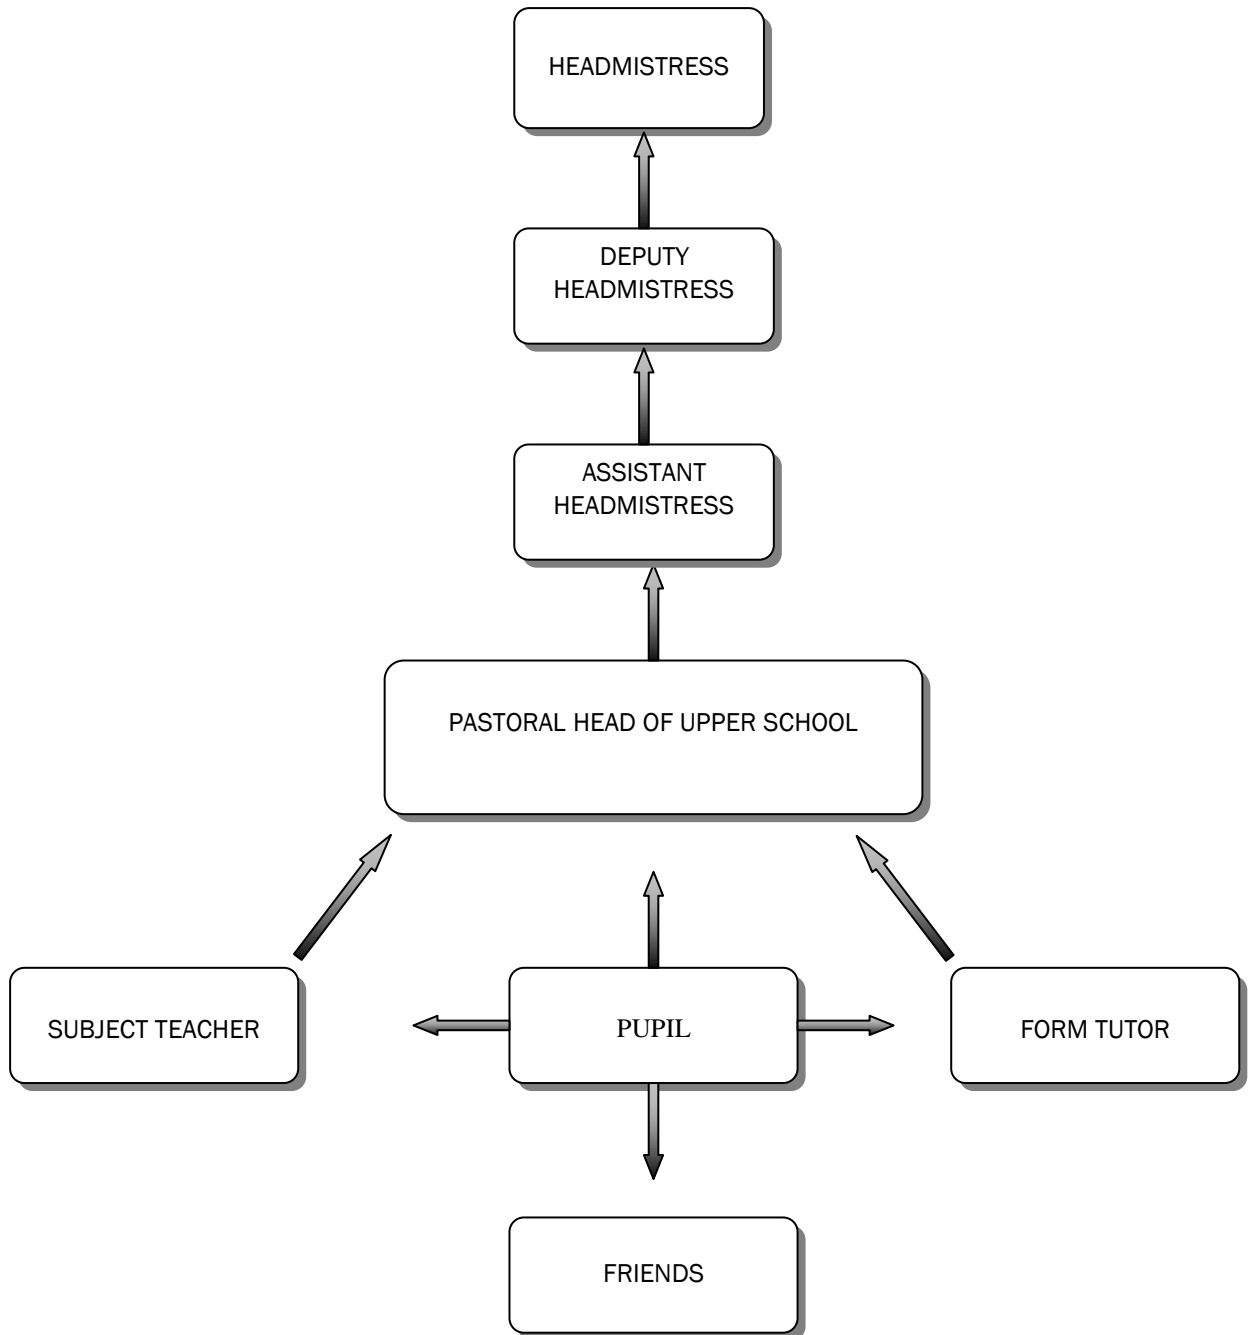 HEADMISTRESS
DEPUTY
HEADMISTRESS
ASSISTANT
HEADMISTRESS
PASTORAL HEAD OF UPPER SCHOOL
SUBJECT TEACHER
PUPIL
FORM TUTOR
FRIENDS